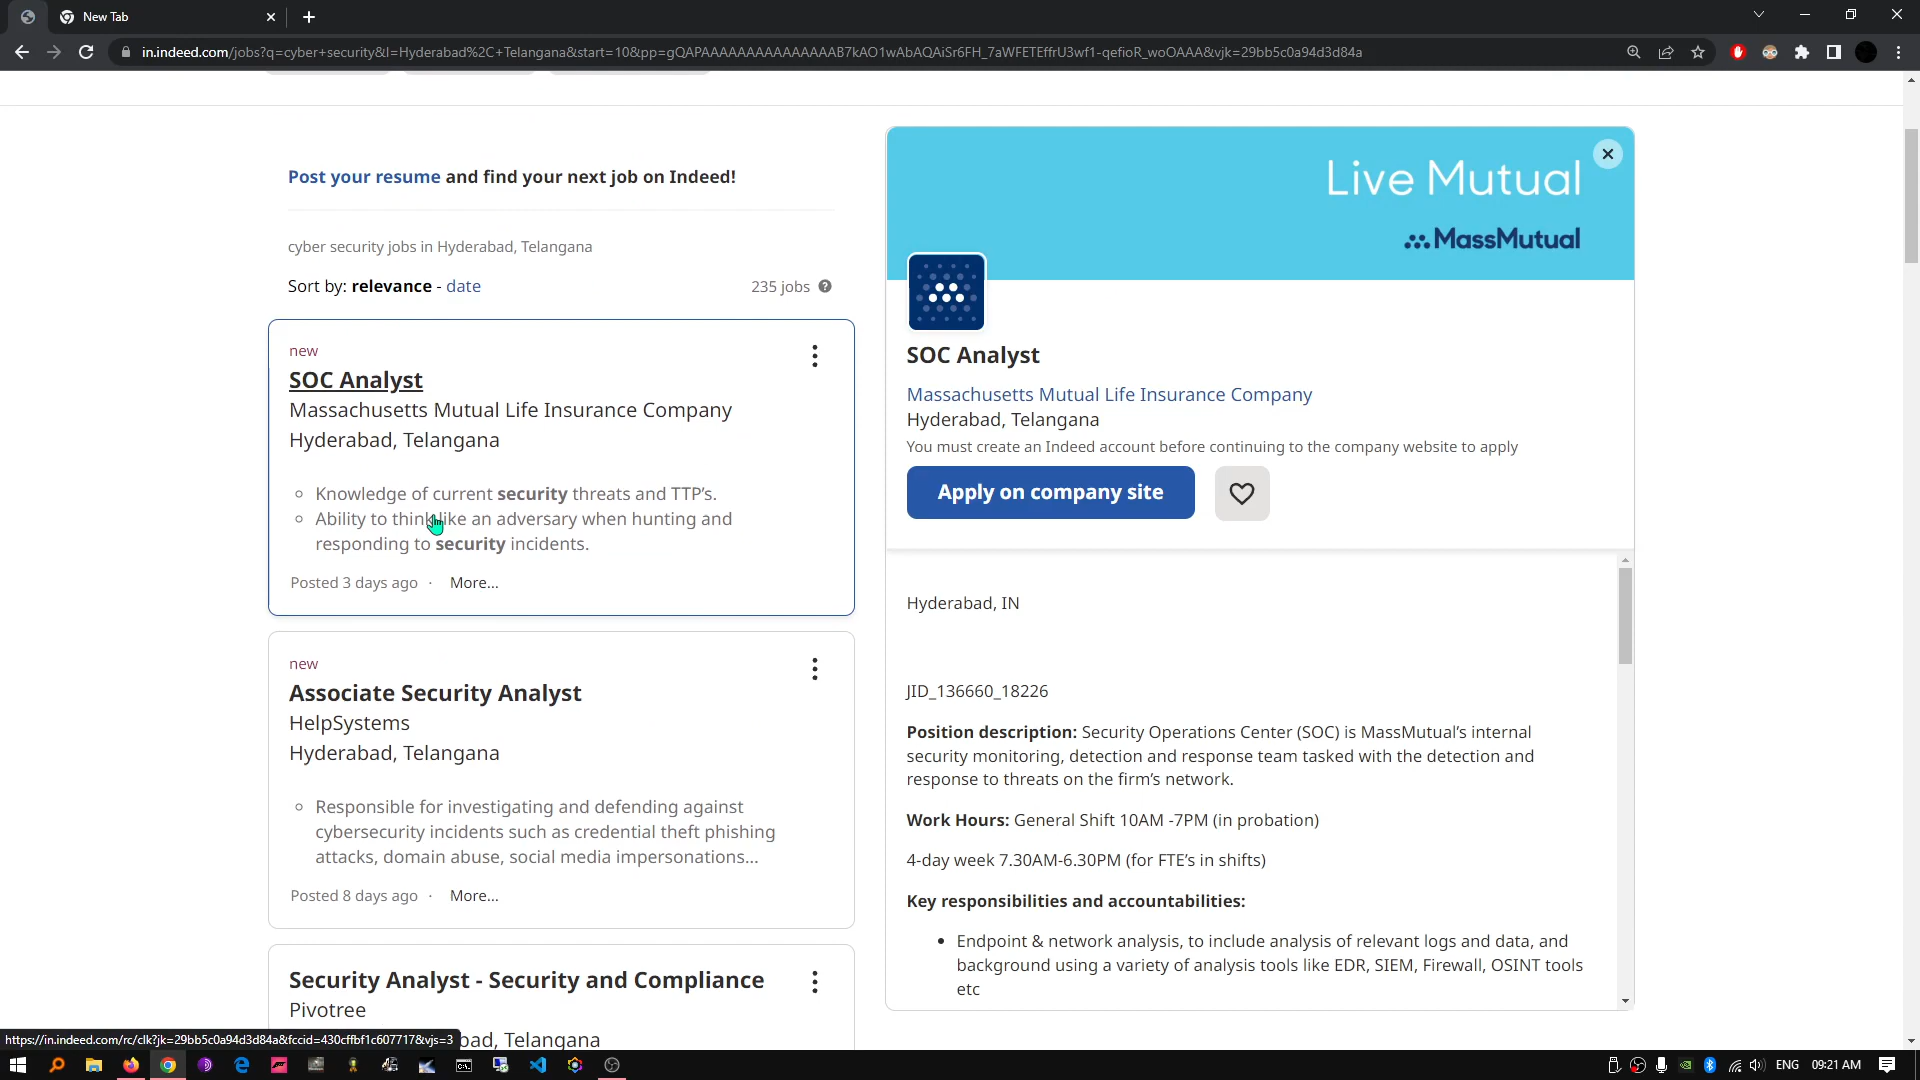 New Tab
in.indeed.com/jobs?q=cyber+security&l=Hyderabad%2C+Telangana&start=10&pp=gQAPAAAAAAAAAAAAAAAB7kAO1wAbAQAiSr6FH_7aWFETEffrU3wf1-qefioR_woOAAA&vjk=29bb5c0a94d3d84a
Post your resume and find your next job on Indeed!
cyber security jobs in Hyderabad, Telangana
Sort by: relevance - date
235 jobs
new
SOC Analyst
Massachusetts Mutual Life Insurance Company
Hyderabad, Telangana
Knowledge of current security threats and TTP's.
Ability to think like an adversary when hunting and
responding to security incidents.
Posted 3 days ago · More...
new
Associate Security Analyst
HelpSystems
Hyderabad, Telangana
Responsible for investigating and defending against
cybersecurity incidents such as credential theft phishing
attacks, domain abuse, social media impersonations...
Posted 8 days ago · More...
Security Analyst - Security and Compliance
Pivotree
bad, Telangana
Live Mutual
MassMutual
SOC Analyst
Massachusetts Mutual Life Insurance Company
Hyderabad, Telangana
You must create an Indeed account before continuing to the company website to apply
Apply on company site
Hyderabad, IN
JID_136660_18226
Position description: Security Operations Center (SOC) is MassMutual's internal
security monitoring, detection and response team tasked with the detection and
response to threats on the firm's network.
Work Hours: General Shift 10AM -7PM (in probation)
4-day week 7.30AM-6.30PM (for FTE's in shifts)
Key responsibilities and accountabilities:
Endpoint & network analysis, to include analysis of relevant logs and data, and
background using a variety of analysis tools like EDR, SIEM, Firewall, OSINT tools
etc
https://in.indeed.com/rc/clk?jk=29bb5c0a94d3d84a&fccid=430cffbf1c607717&vjs=3
ENG 09:21 AM